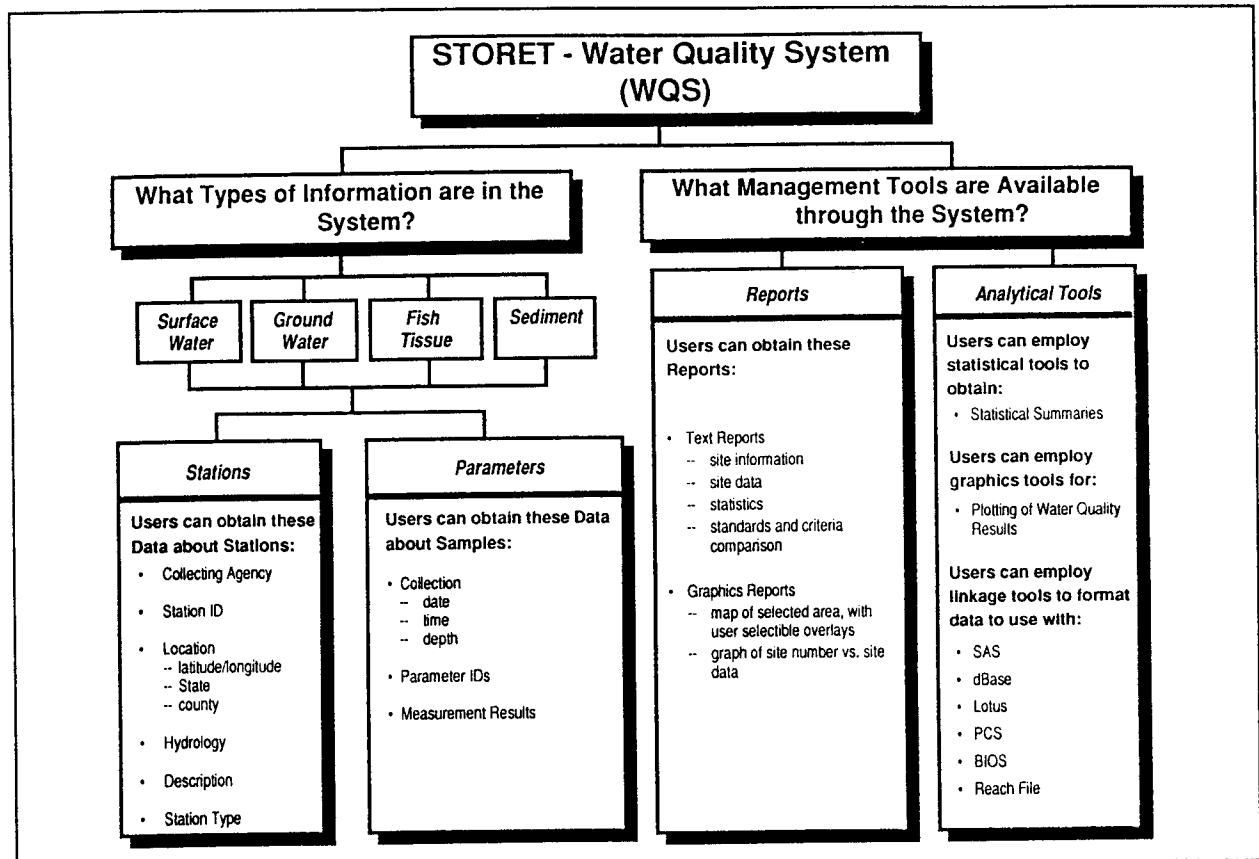 STORET - Water Quality System
(WQS)
What Types of Information are in the
System?
What Management Tools are Available
through the System?
Surface
Water
Ground
Water
Fish
Tissue
Sediment
Stations
Users can obtain these
Data about Stations:
• Collecting Agency
• Station ID
• Location
-- latitude/longitude
-- State
-- county
• Hydrology
• Description
• Station Type
Parameters
Users can obtain these Data
about Samples:
• Collection
-- date
-- time
-- depth
• Parameter IDs
• Measurement Results
Reports
Users can obtain these
Reports:
• Text Reports
-- site information
-- site data
-- statistics
-- standards and criteria
comparison
• Graphics Reports
-- map of selected area, with
user selectible overlays
-- graph of site number vs. site
data
Analytical Tools
Users can employ
statistical tools to
obtain:
• Statistical Summaries
Users can employ
graphics tools for:
• Plotting of Water Quality
Results
Users can employ
linkage tools to format
data to use with:
• SAS
• dBase
• Lotus
• PCS
• BIOS
• Reach File